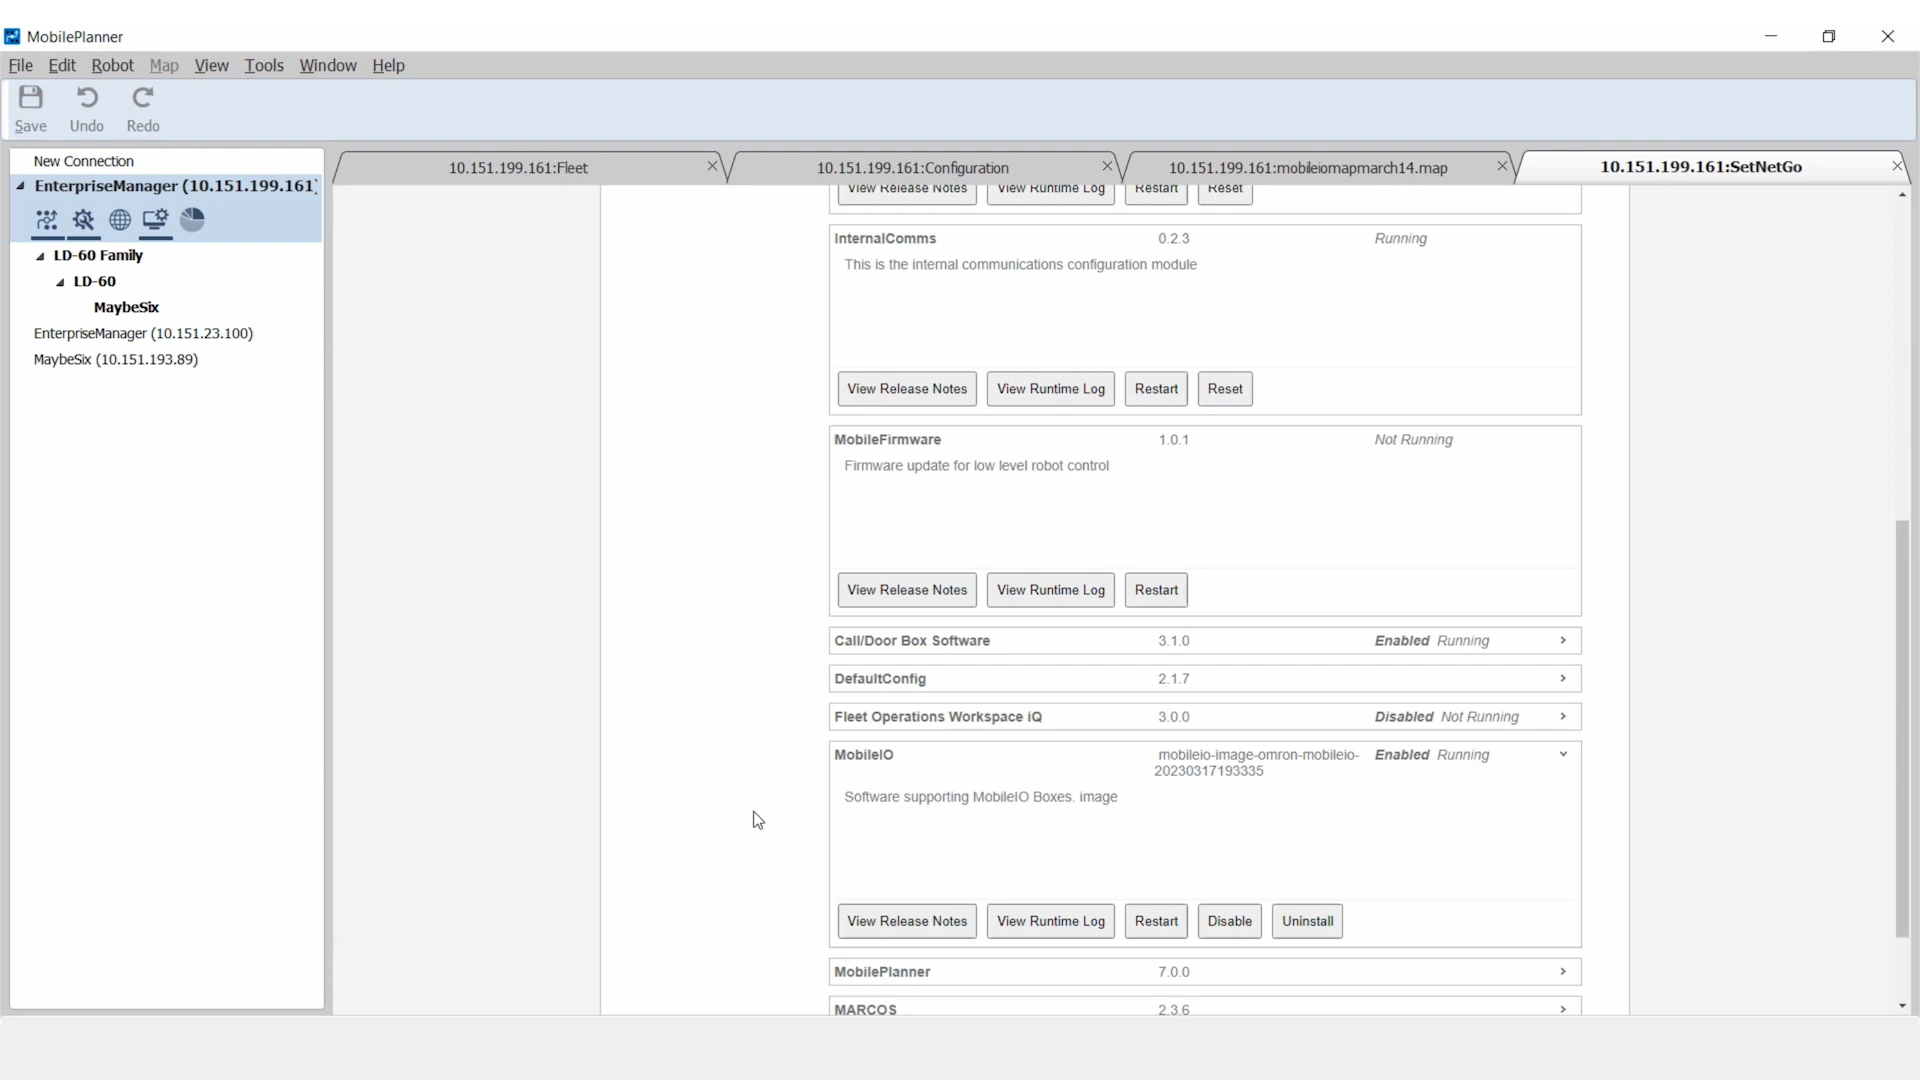 MobilePlanner
File Edit Robot Map View Tools Window Help
Save Undo Redo
New Connection
EnterpriseManager (10.151.199.161)
LD-60 Family
LD-60
MaybeSix
EnterpriseManager (10.151.23.100)
MaybeSix (10.151.193.89)
10.151.199.161:Fleet 10.151.199.161:Configuration 10.151.199.161:mobileiomapmarch14.map 10.151.199.161:SetNetGo
View Release Notes View Runtime Log Restart Reset
InternalComms 0.2.3 Running
This is the internal communications configuration module
View Release Notes View Runtime Log Restart Reset
MobileFirmware 1.0.1 Not Running
Firmware update for low level robot control
View Release Notes View Runtime Log Restart
Call/Door Box Software 3.1.0 Enabled Running
DefaultConfig 2.1.7
Fleet Operations Workspace iQ 3.0.0 Disabled Not Running
MobileIO mobileio-image-omron-mobileio- Enabled Running
20230317193335
Software supporting MobileIO Boxes. image
View Release Notes View Runtime Log Restart Disable Uninstall
MobilePlanner 7.0.0
MARCOS 2.3.6